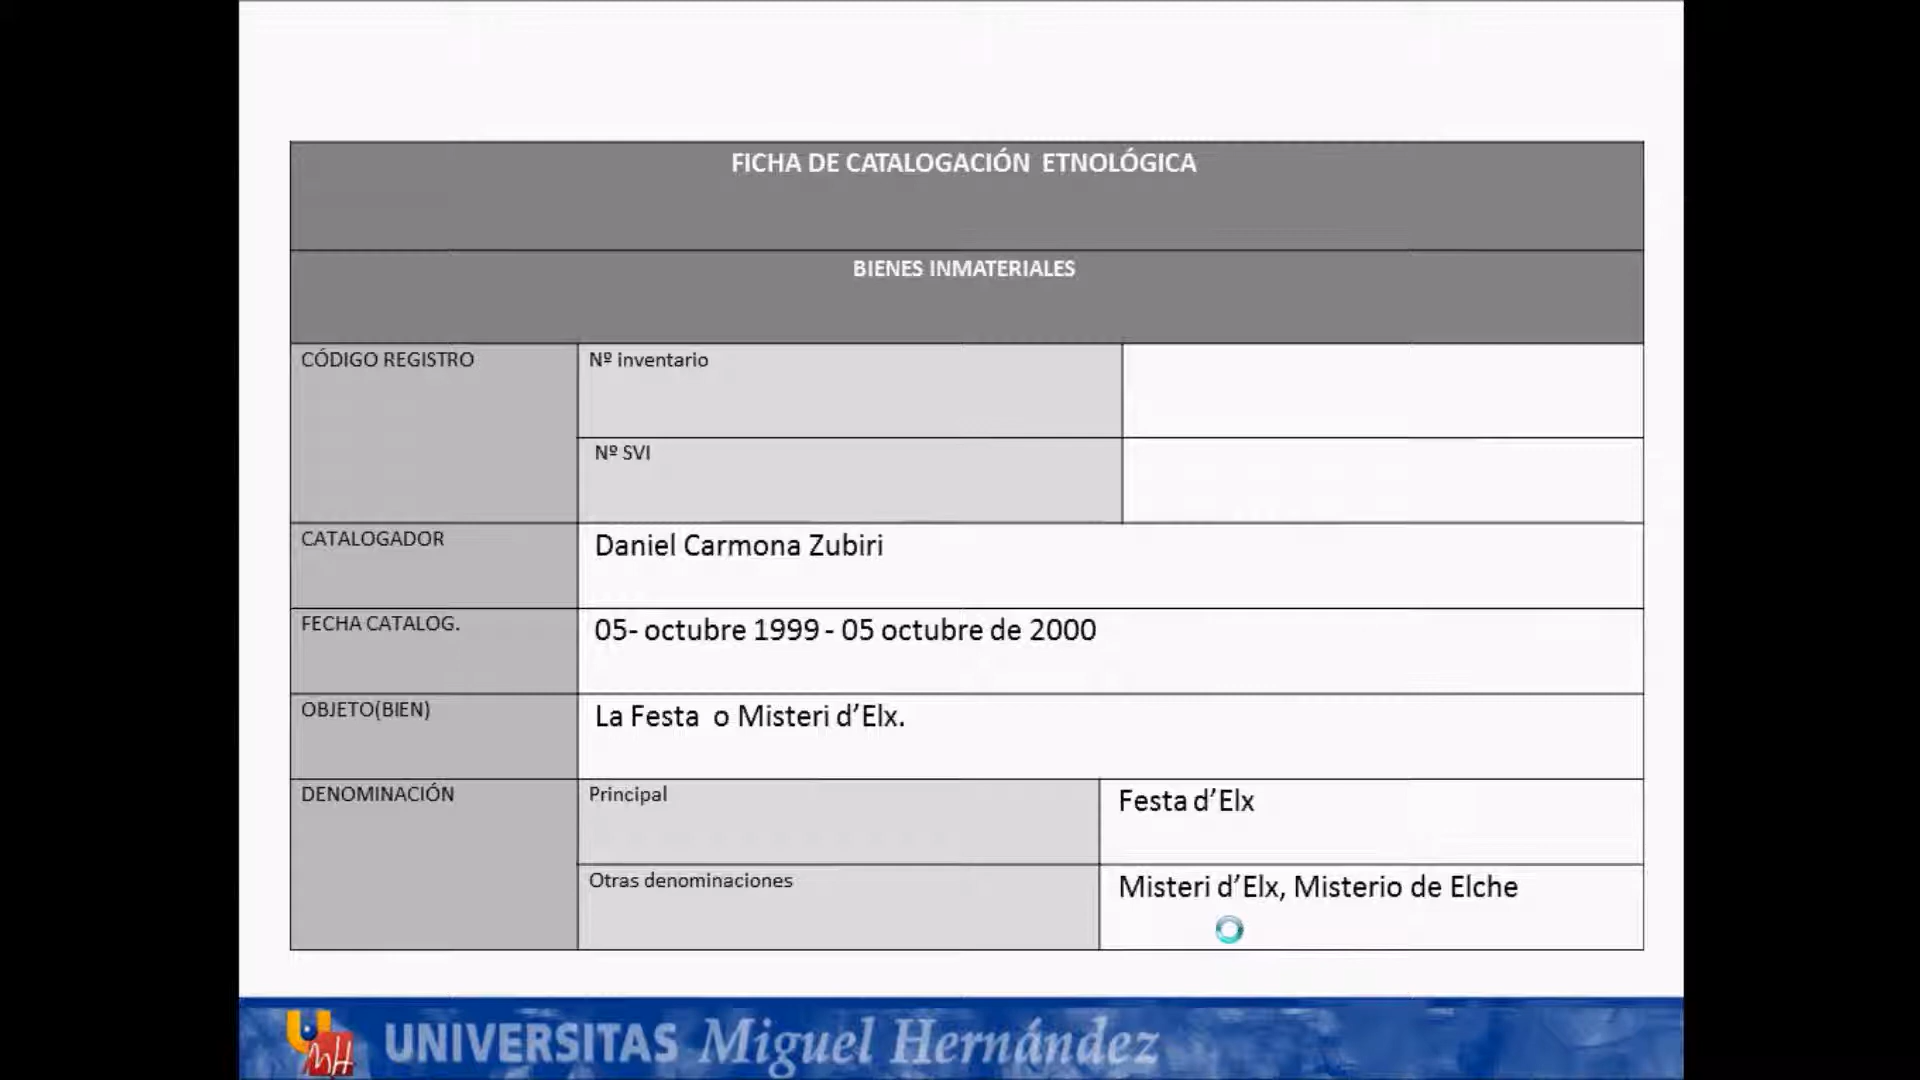 FICHA DE CATALOGACIÓN ETNOLÓGICA
BIENES INMATERIALES
CÓDIGO REGISTRO
Nº inventario
Nº SVI
CATALOGADOR
Daniel Carmona Zubiri
FECHA CATALOG.
05- octubre 1999 - 05 octubre de 2000
OBJETO(BIEN)
La Festa o Misteri d’Elx.
DENOMINACIÓN
Principal
Festa d’Elx
Otras denominaciones
Misteri d’Elx, Misterio de Elche
UMH
UNIVERSITAS Miguel Hernández